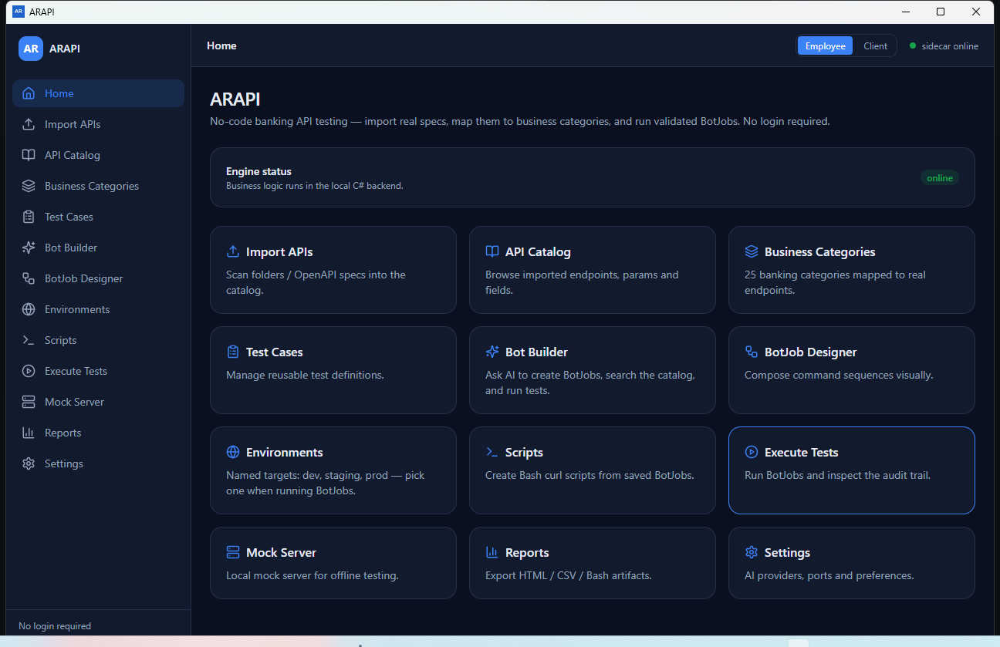 AR ARAPI
AR ARAPI
Home
Import APIs
API Catalog
Business Categories
Test Cases
Bot Builder
BotJob Designer
Environments
Scripts
Execute Tests
Mock Server
Reports
Settings
No login required
Home
Employee Client sidecar online
ARAPI
No-code banking API testing — import real specs, map them to business categories, and run validated BotJobs. No login required.
Engine status
Business logic runs in the local C# backend.
online
Import APIs
Scan folders / OpenAPI specs into the
catalog.
API Catalog
Browse imported endpoints, params and
fields.
Business Categories
25 banking categories mapped to real
endpoints.
Test Cases
Manage reusable test definitions.
Bot Builder
Ask AI to create BotJobs, search the catalog,
and run tests.
BotJob Designer
Compose command sequences visually.
Environments
Named targets: dev, staging, prod — pick
one when running BotJobs.
Scripts
Create Bash curl scripts from saved BotJobs.
Execute Tests
Run BotJobs and inspect the audit trail.
Mock Server
Local mock server for offline testing.
Reports
Export HTML / CSV / Bash artifacts.
Settings
AI providers, ports and preferences.